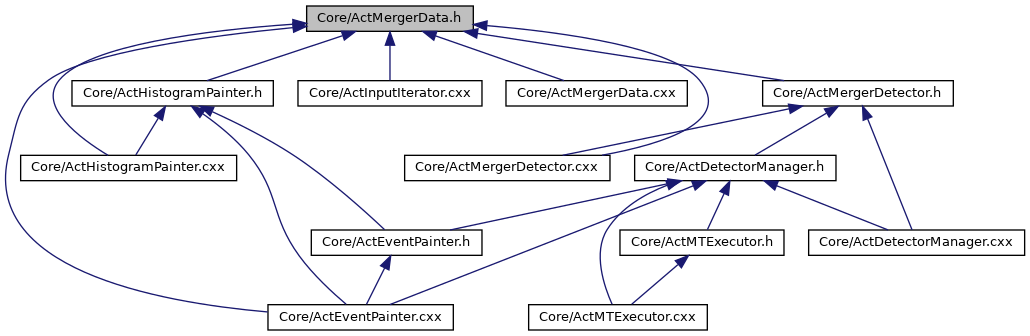 Core/ActMergerData.h
Core/ActHistogramPainter.h
Core/ActInputIterator.cxx
Core/ActMergerData.cxx
Core/ActMergerDetector.h
Core/ActHistogramPainter.cxx
Core/ActMergerDetector.cxx
Core/ActDetectorManager.h
Core/ActEventPainter.h
Core/ActMTExecutor.h
Core/ActDetectorManager.cxx
Core/ActEventPainter.cxx
Core/ActMTExecutor.cxx